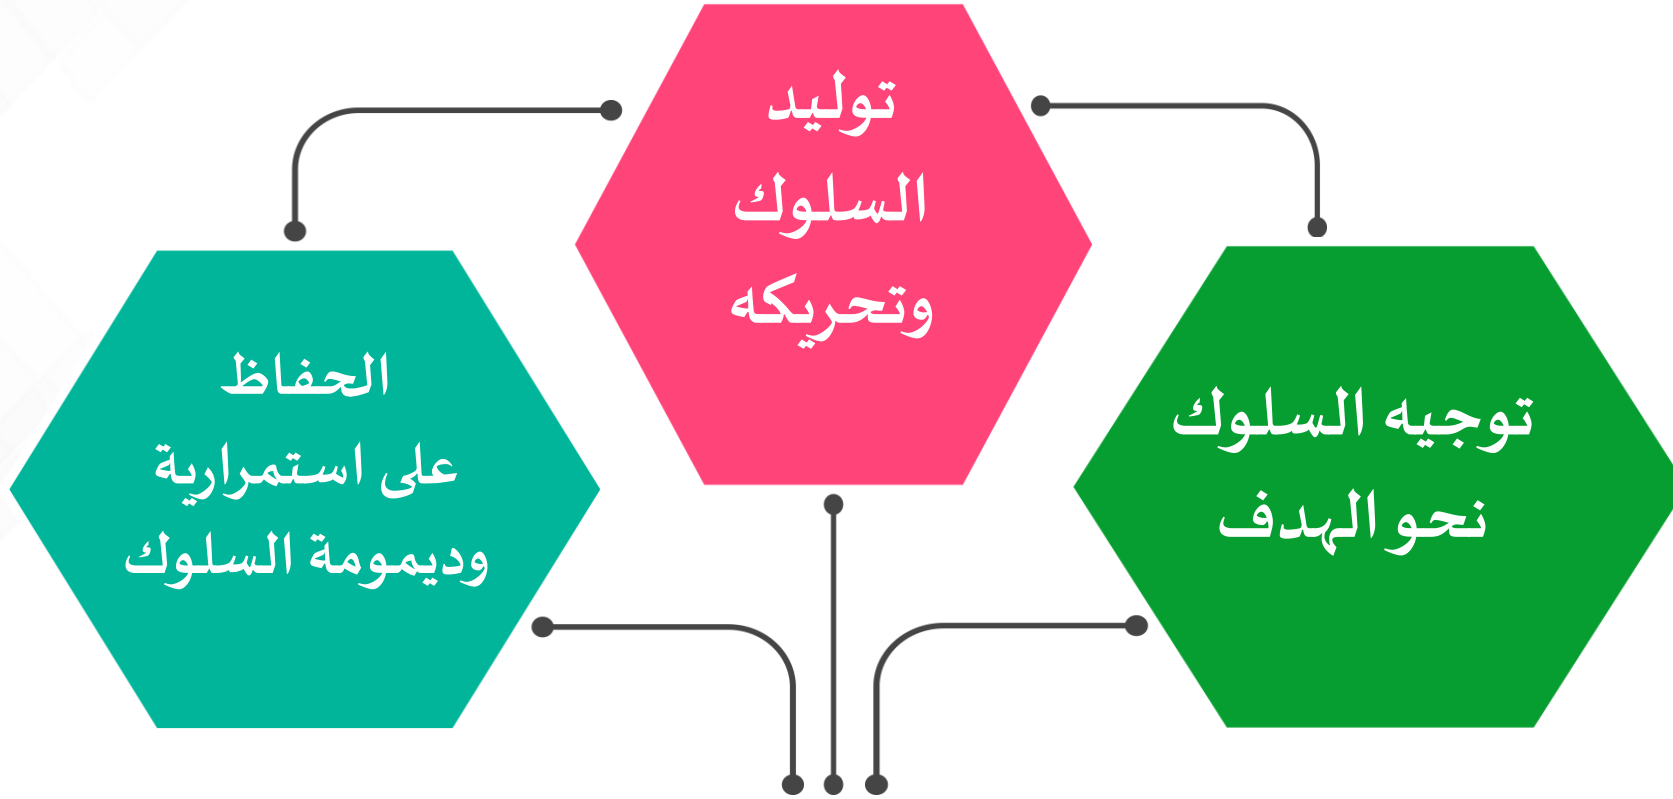 توليد
السلوك
وتحريكه
توجيه السلوك
نحو الهدف
الحفاظ
على استمرارية
وديمومة السلوك